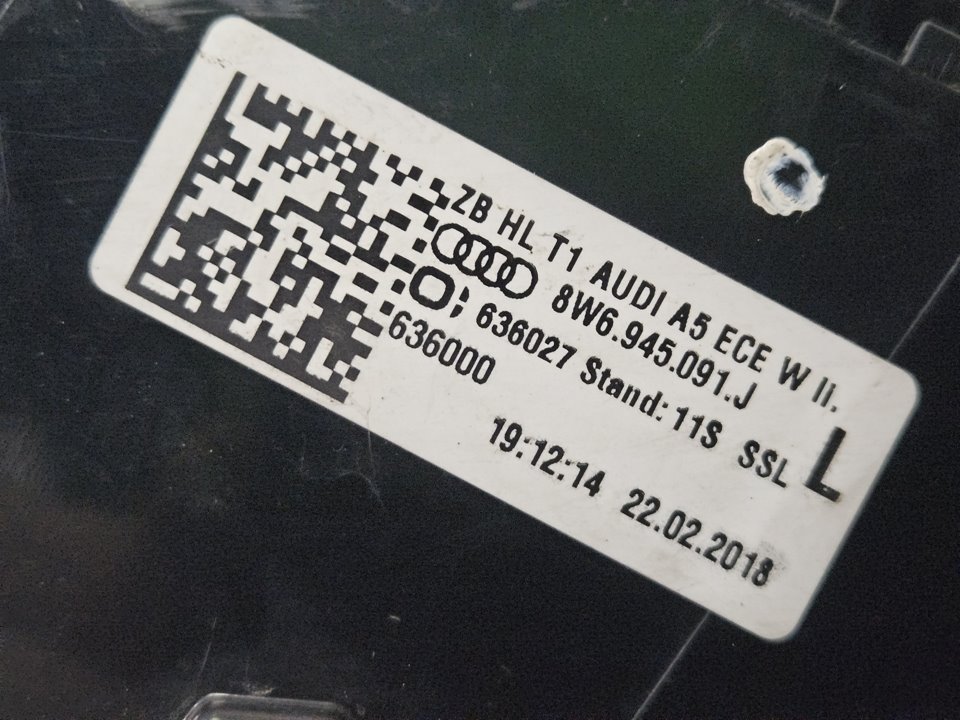 ZB HL T1 AUDI A5 ECE W II.
8W6.945.091.J
636027 Stand: 11S SSL L
636000
19:12:14 22.02.2018